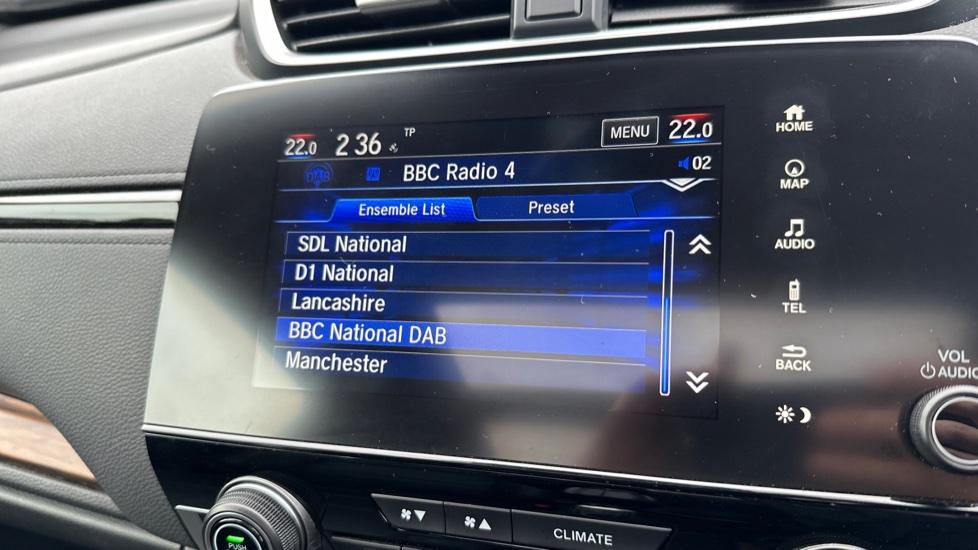 22.0 2 36 TP MENU 22.0
DAB BBC Radio 4 02
Ensemble List Preset
SDL National
D1 National
Lancashire
BBC National DAB
Manchester
HOME
MAP
AUDIO
TEL
BACK
VOL
AUDIO
PUSH
CLIMATE